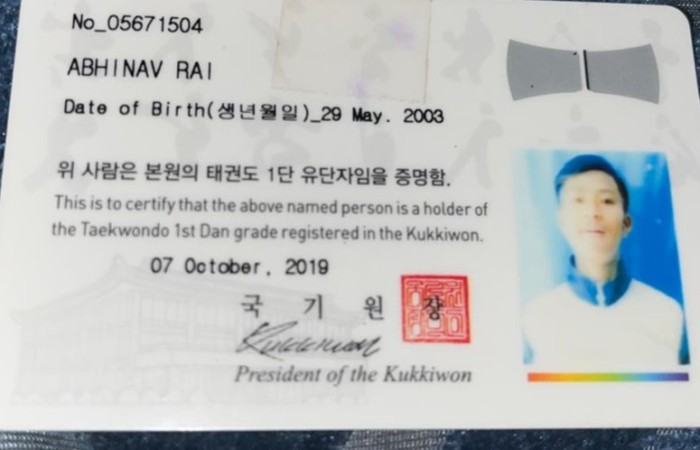 No_05671504
ABHINAV RAI
Date of Birth(생년월일)_29 May. 2003
위 사람은 본원의 태권도 1단 유단자임을 증명함.
This is to certify that the above named person is a holder of
the Taekwondo 1st Dan grade registered in the Kukkiwon.
07 October, 2019
국 기 원 장
Kukkiwon
President of the Kukkiwon